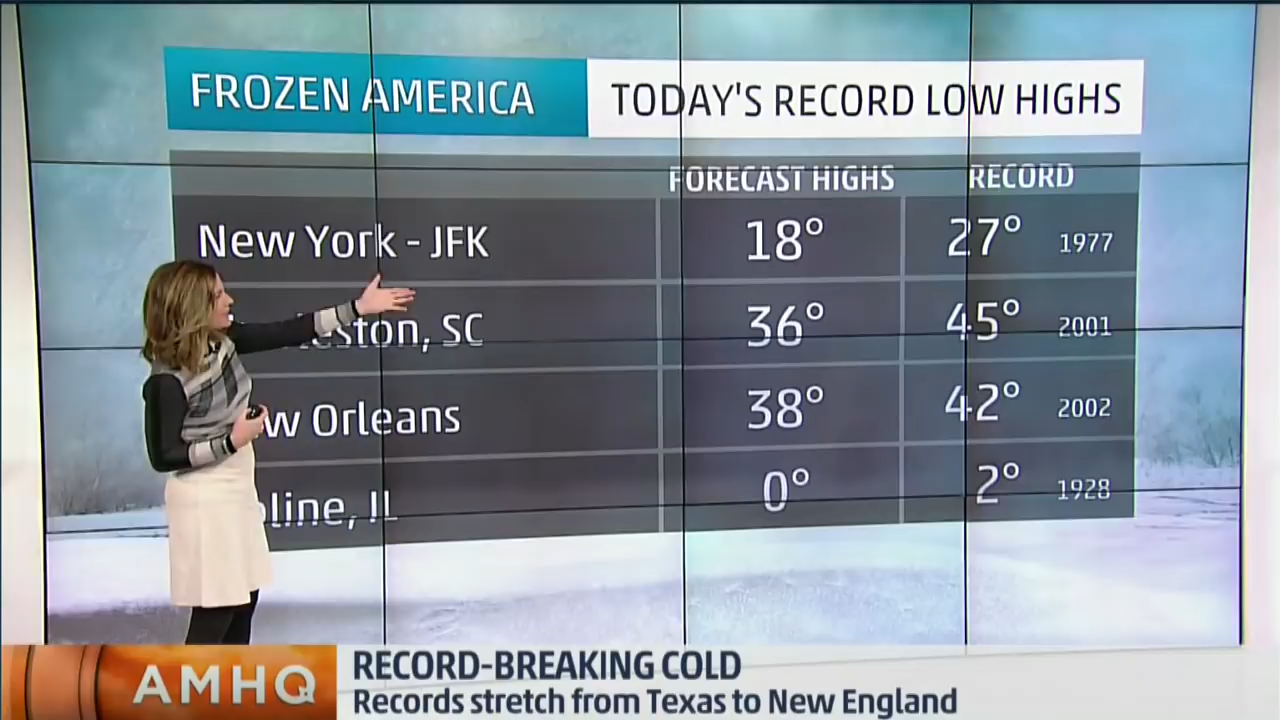 FROZEN AMERICA
TODAY'S RECORD LOW HIGHS
FORECAST HIGHS RECORD
New York - JFK 18° 27° 1977
SC 36° 45° 2001
Orleans 38° 42° 2002
IL 0° 2° 1928
AMHQ
RECORD-BREAKING COLD
Records stretch from Texas to New England